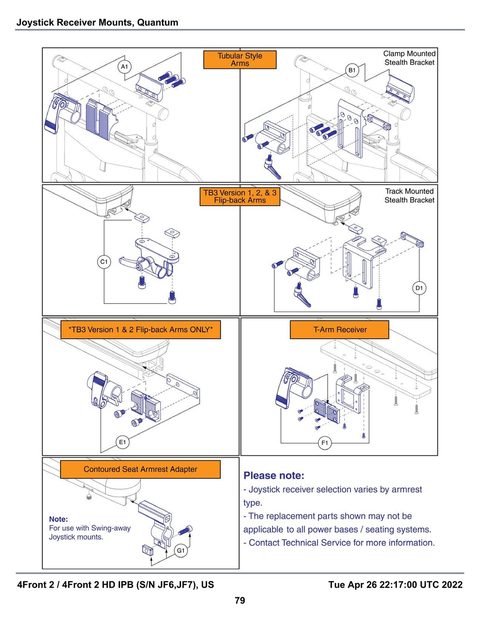 Joystick Receiver Mounts, Quantum
Tubular Style
Arms
A1
Clamp Mounted
Stealth Bracket
B1
TB3 Version 1, 2, & 3
Flip-back Arms
Track Mounted
Stealth Bracket
C1
D1
*TB3 Version 1 & 2 Flip-back Arms ONLY*
T-Arm Receiver
E1
F1
Contoured Seat Armrest Adapter
Note:
For use with Swing-away
Joystick mounts.
G1
Please note:
- Joystick receiver selection varies by armrest
type.
- The replacement parts shown may not be
applicable to all power bases / seating systems.
- Contact Technical Service for more information.
4Front 2 / 4Front 2 HD IPB (S/N JF6,JF7), US
Tue Apr 26 22:17:00 UTC 2022
79